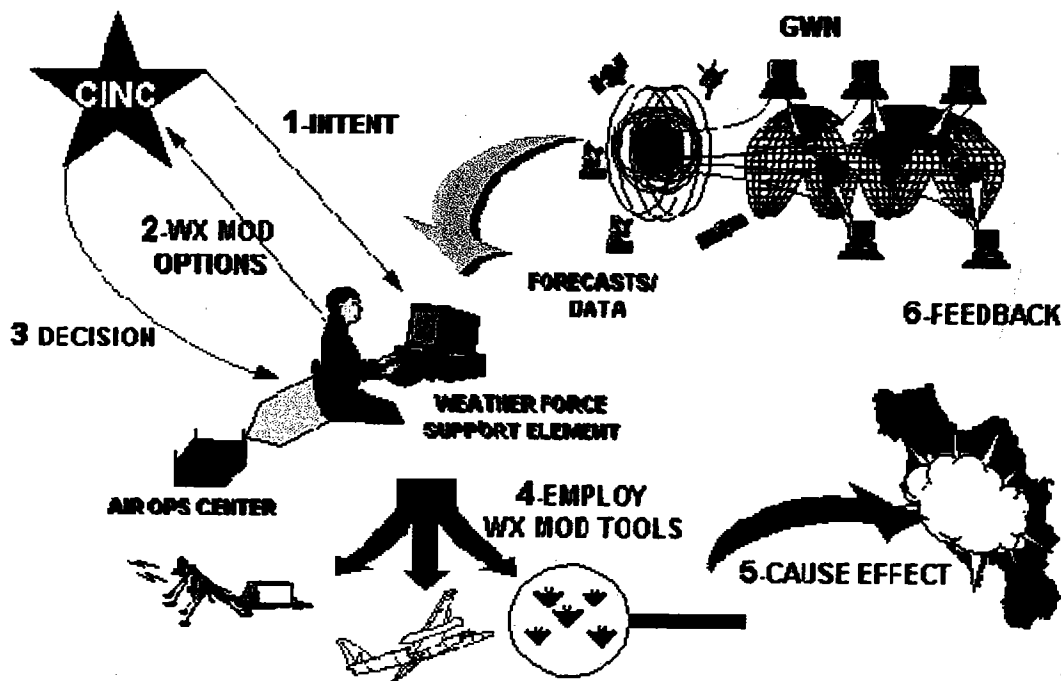 GWN
CINC
1-INTENT
2-WX MOD
OPTIONS
3 DECISION
FORECASTS/
DATA
6-FEEDBACK
WEATHER FORCE
SUPPORT ELEMENT
AIR OPS CENTER
4-EMPLOY
WX MOD TOOLS
5-CAUSE EFFECT